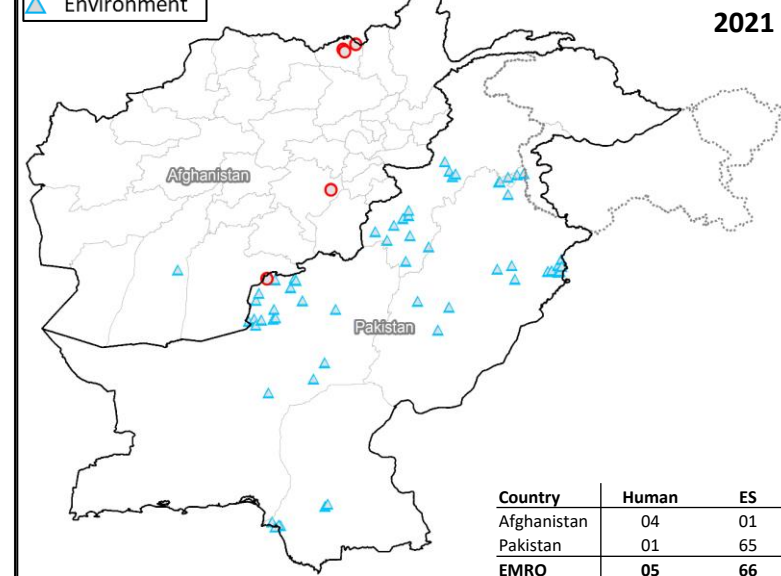 Environment
2021
Afghanistan
Pakistan
Country Human ES
Afghanistan 04 01
Pakistan 01 65
EMRO 05 66